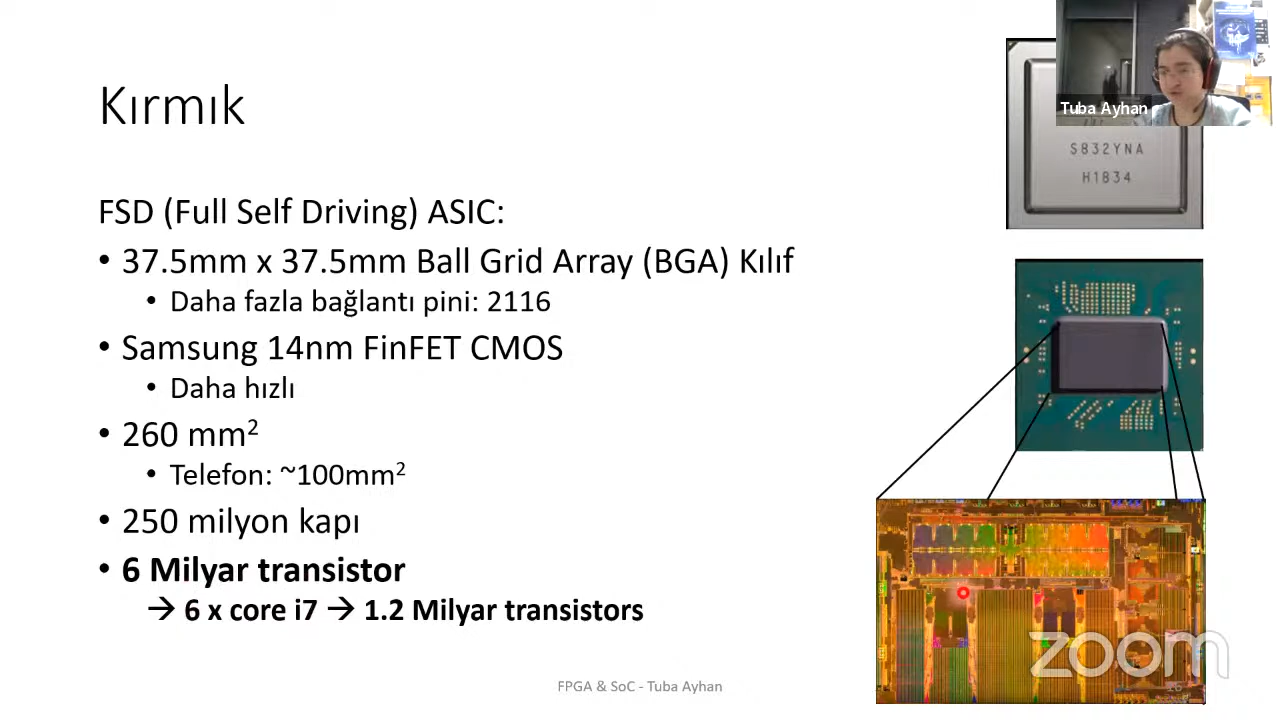 Kırmık
Tuba Ayhan
S832YNA
H1834
FSD (Full Self Driving) ASIC:
• 37.5mm x 37.5mm Ball Grid Array (BGA) Kılıf
• Daha fazla bağlantı pini: 2116
• Samsung 14nm FinFET CMOS
• Daha hızlı
• 260 mm²
• Telefon: ~100mm²
• 250 milyon kapı
• 6 Milyar transistor
→ 6 x core i7 → 1.2 Milyar transistors
zoom
FPGA & SoC - Tuba Ayhan